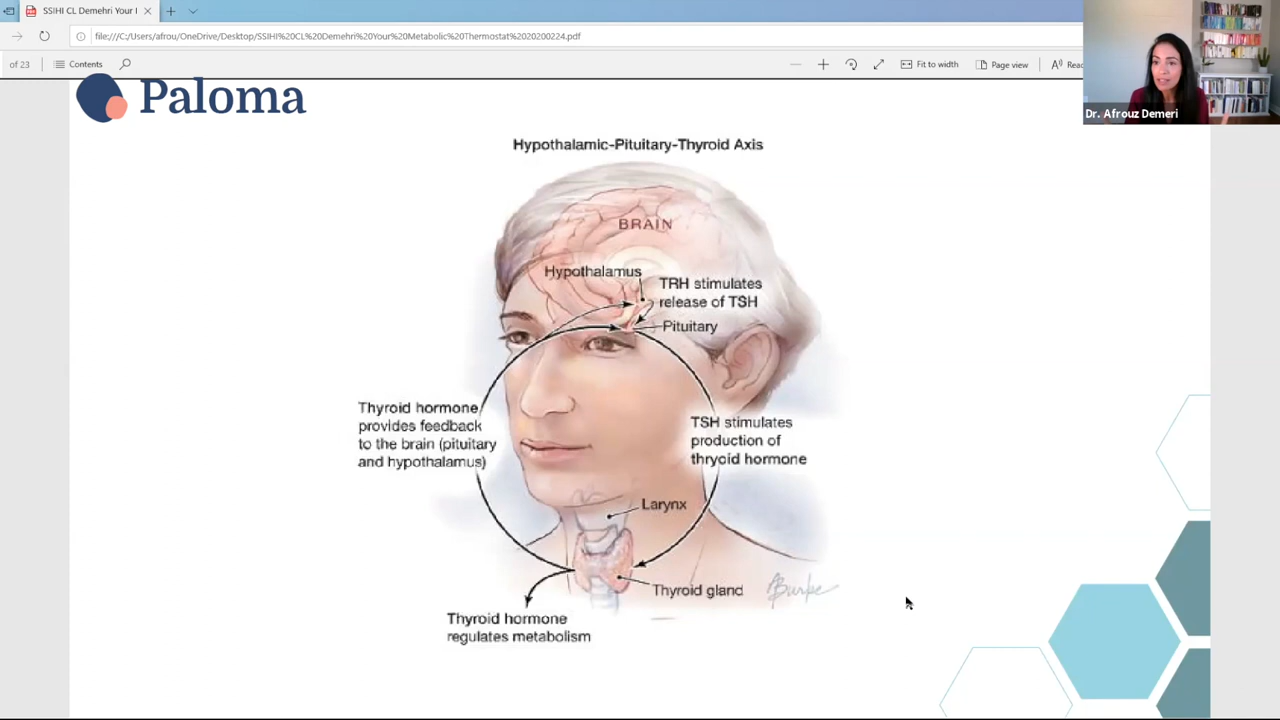 SSIHI CL Demehri Your I
file:///C:/Users/afrou/OneDrive/Desktop/SSIHI%20CL%20Demehri%20Your%20Metabolic%20Thermostat%2020200224.pdf
of 23
Contents
Fit to width
Page view
Reac
Dr. Afrouz Demeri
Paloma
Hypothalamic-Pituitary-Thyroid Axis
BRAIN
Hypothalamus
TRH stimulates
release of TSH
Pituitary
Thyroid hormone
provides feedback
to the brain (pituitary
and hypothalamus)
TSH stimulates
production of
thryoid hormone
Larynx
Thyroid gland
Burke
Thyroid hormone
regulates metabolism